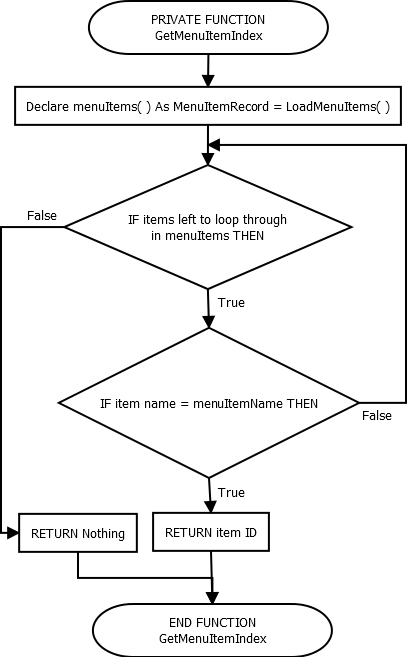 PRIVATE FUNCTION
GetMenuItemIndex
Declare menuItems( ) As MenuItemRecord = LoadMenuItems( )
False
IF items left to loop through
in menuItems THEN
True
IF item name = menuItemName THEN
False
True
RETURN Nothing
RETURN item ID
END FUNCTION
GetMenuItemIndex